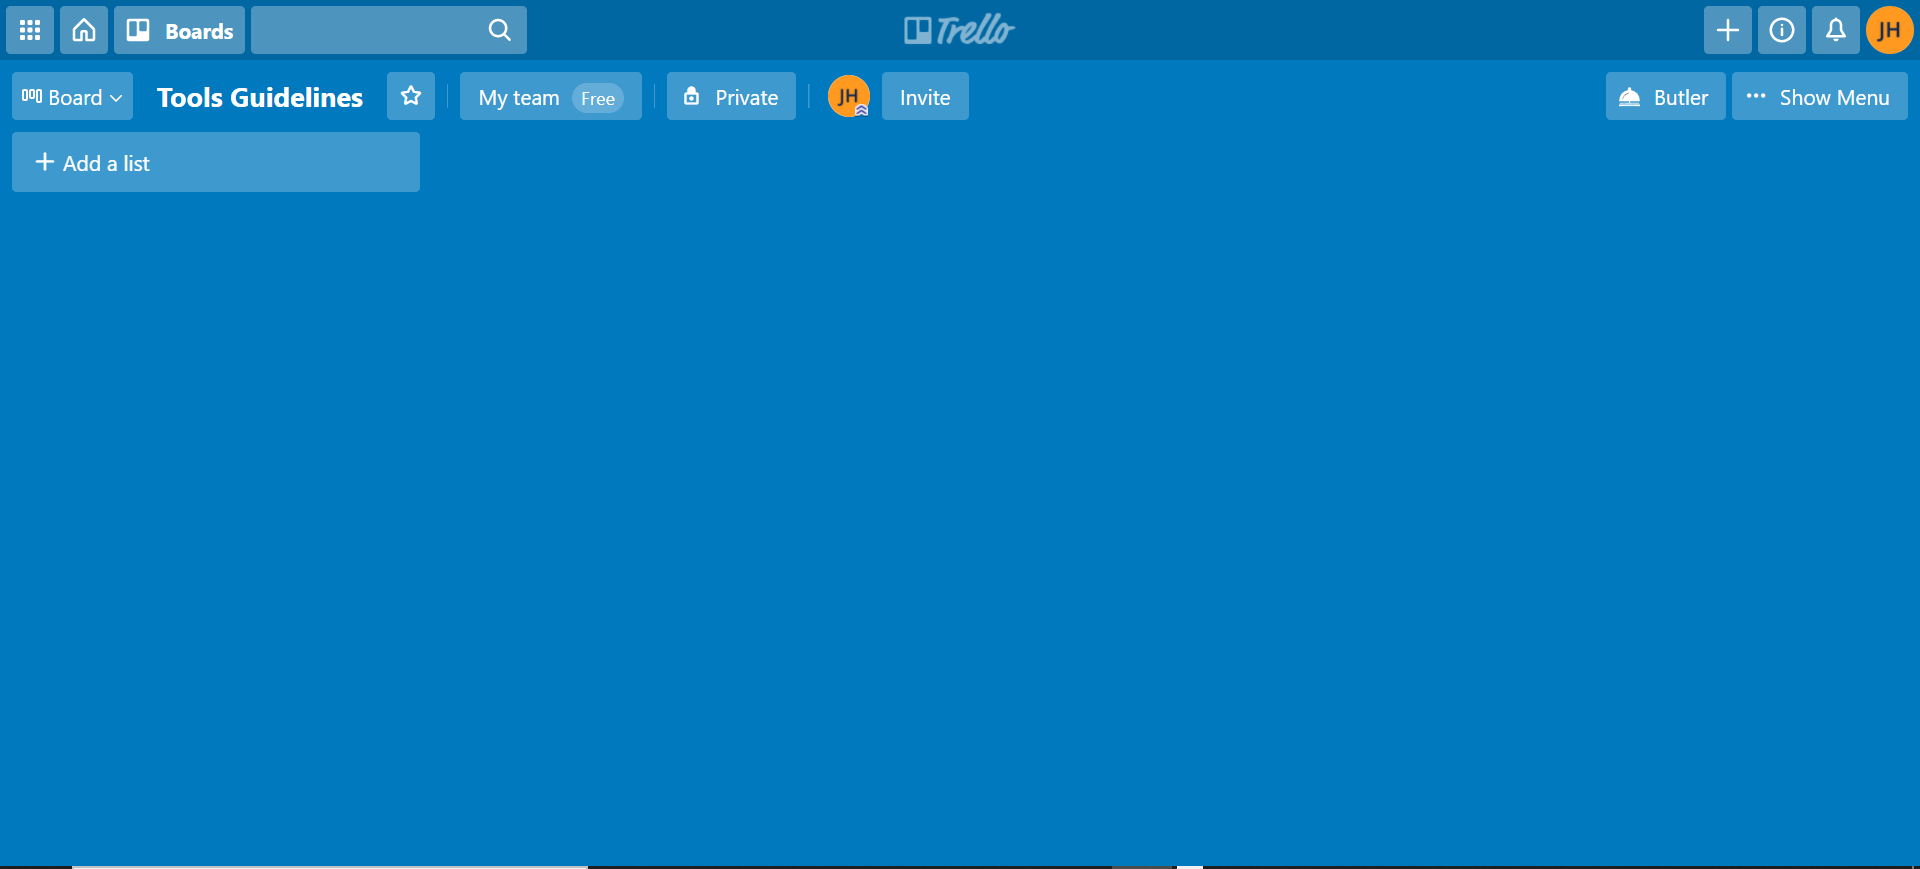 Boards
Trello
JH
Board
Tools Guidelines
My team Free
Private
JH
Invite
Butler
Show Menu
Add a list